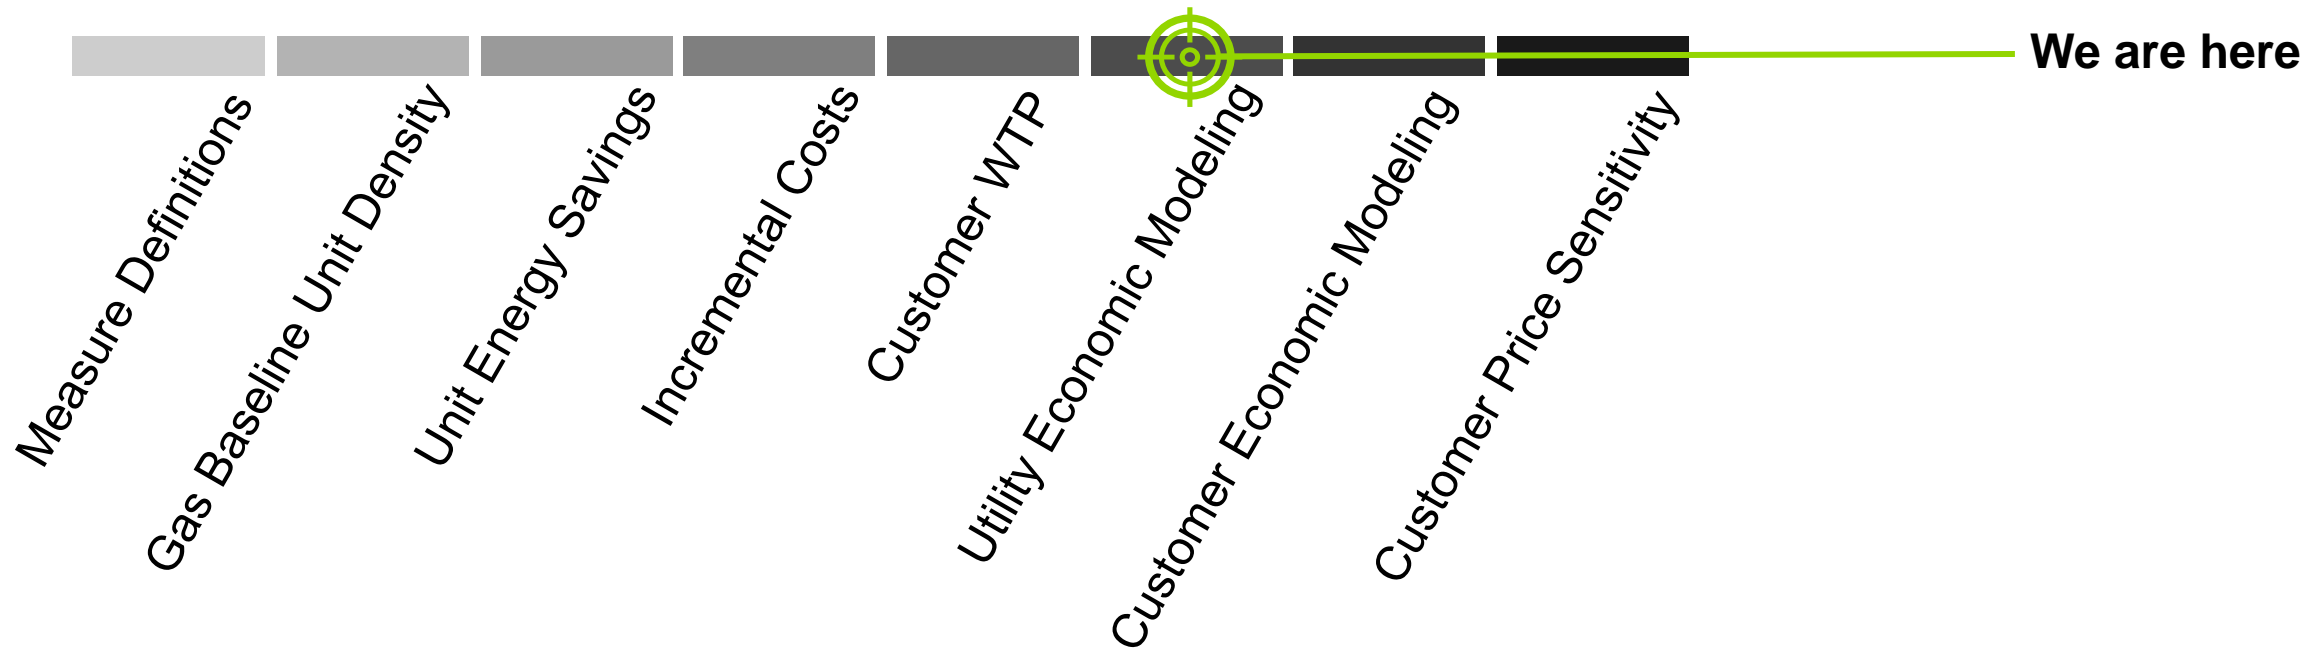 We are here
Measure Definitions
Gas Baseline Unit Density
Unit Energy Savings
Incremental Costs
Customer WTP
Utility Economic Modeling
Customer Economic Modeling
Customer Price Sensitivity